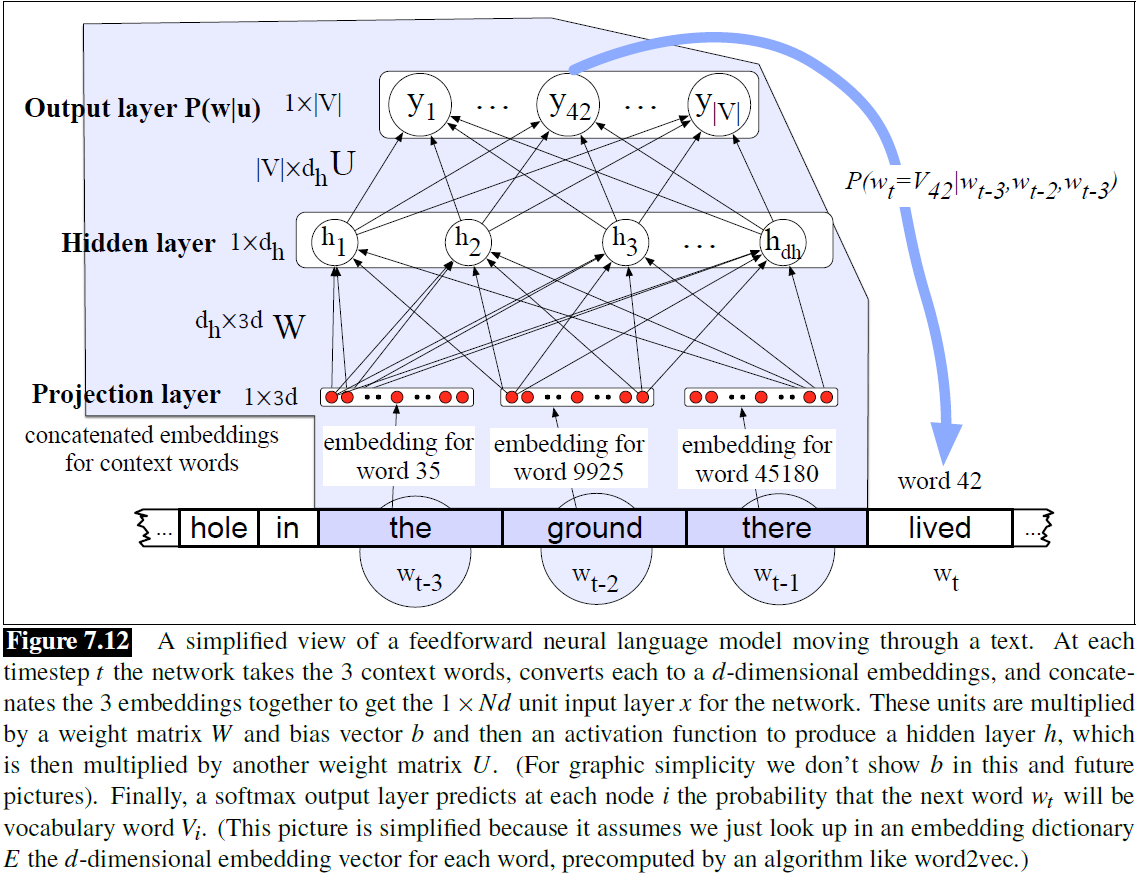 Output layer P(w|u) 1×|V| y1 ... y42 ... y|V|
|V|×dh U
P(wt=V42|wt-3,wt-2,wt-3)
Hidden layer 1×dh h1 h2 h3 ... hdh
dh×3d W
Projection layer 1×3d
concatenated embeddings
for context words
embedding for
word 35
embedding for
word 9925
embedding for
word 45180
word 42
... hole in the ground there lived ...
wt-3 wt-2 wt-1 wt
Figure 7.12 A simplified view of a feedforward neural language model moving through a text. At each
timestep t the network takes the 3 context words, converts each to a d-dimensional embeddings, and concate-
nates the 3 embeddings together to get the 1 × Nd unit input layer x for the network. These units are multiplied
by a weight matrix W and bias vector b and then an activation function to produce a hidden layer h, which
is then multiplied by another weight matrix U. (For graphic simplicity we don't show b in this and future
pictures). Finally, a softmax output layer predicts at each node i the probability that the next word wt will be
vocabulary word Vi. (This picture is simplified because it assumes we just look up in an embedding dictionary
E the d-dimensional embedding vector for each word, precomputed by an algorithm like word2vec.)